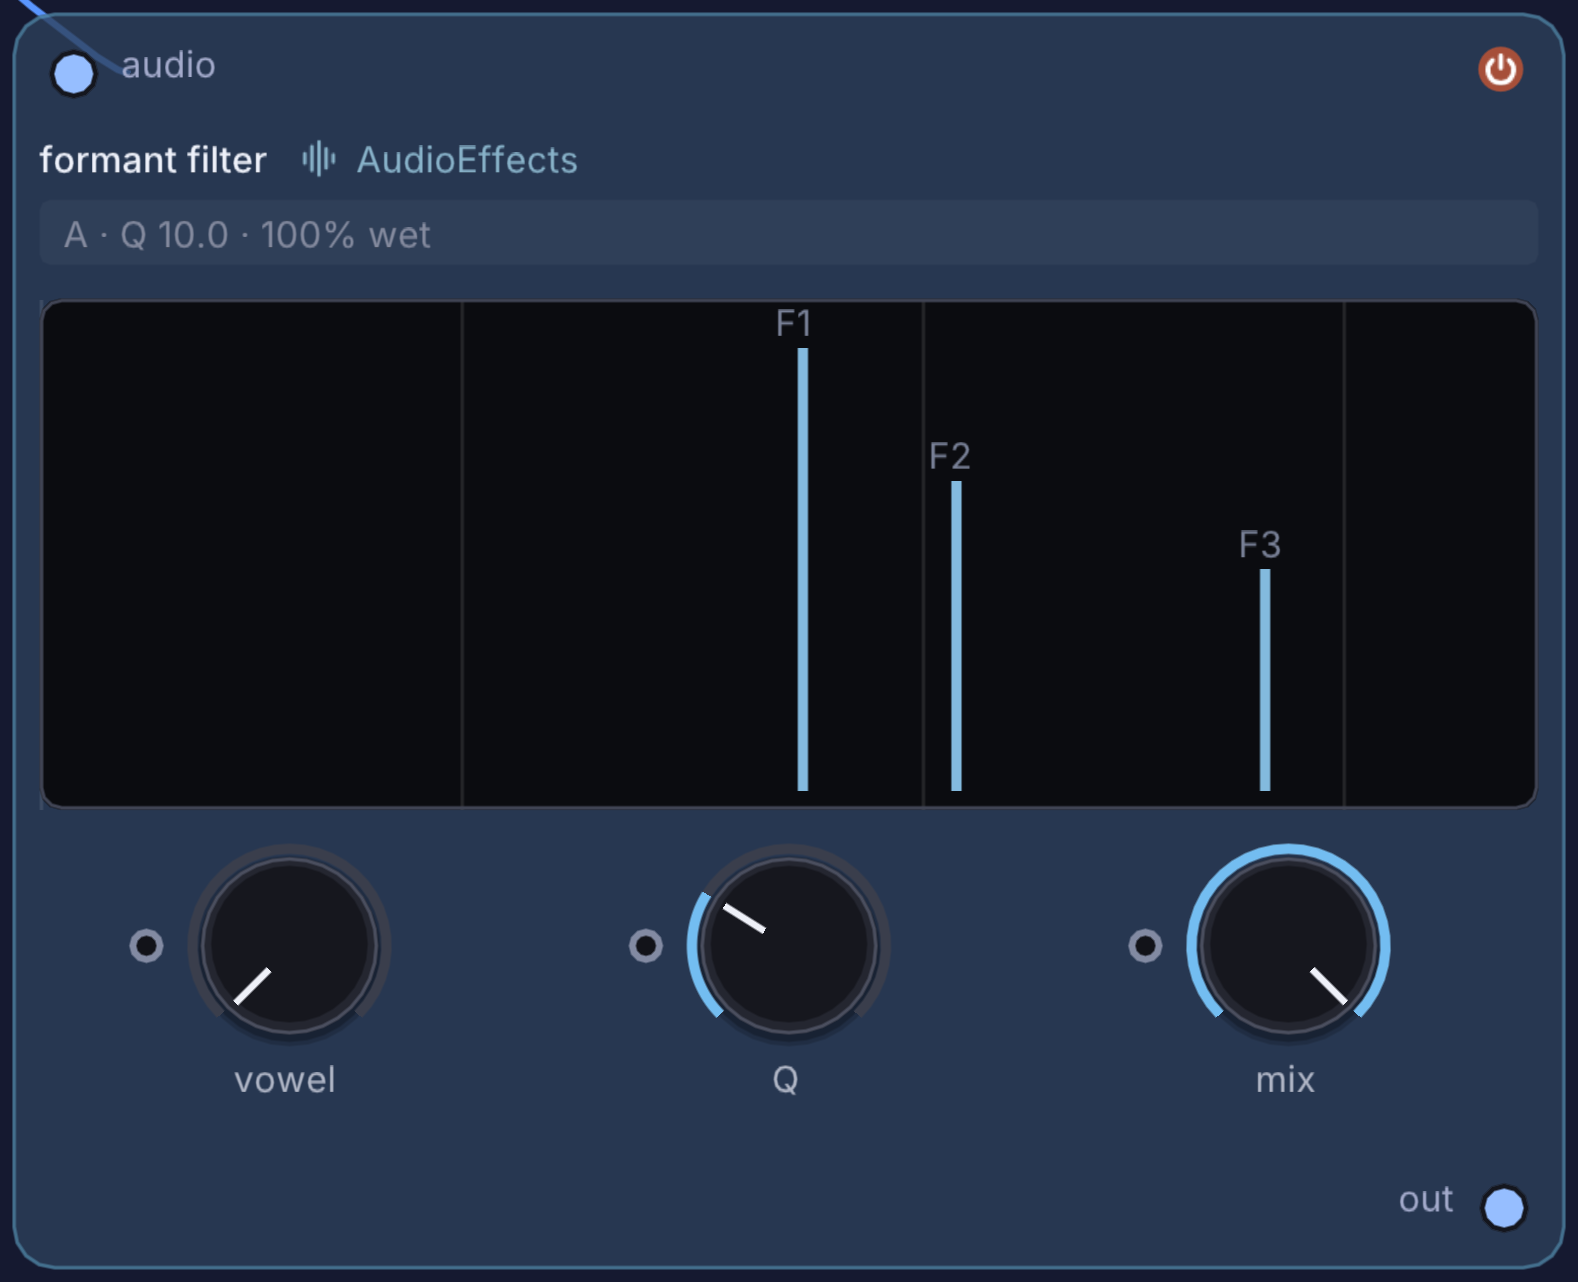 audio
formant filter AudioEffects
A · Q 10.0 · 100% wet
F1
F2
F3
vowel Q mix
out